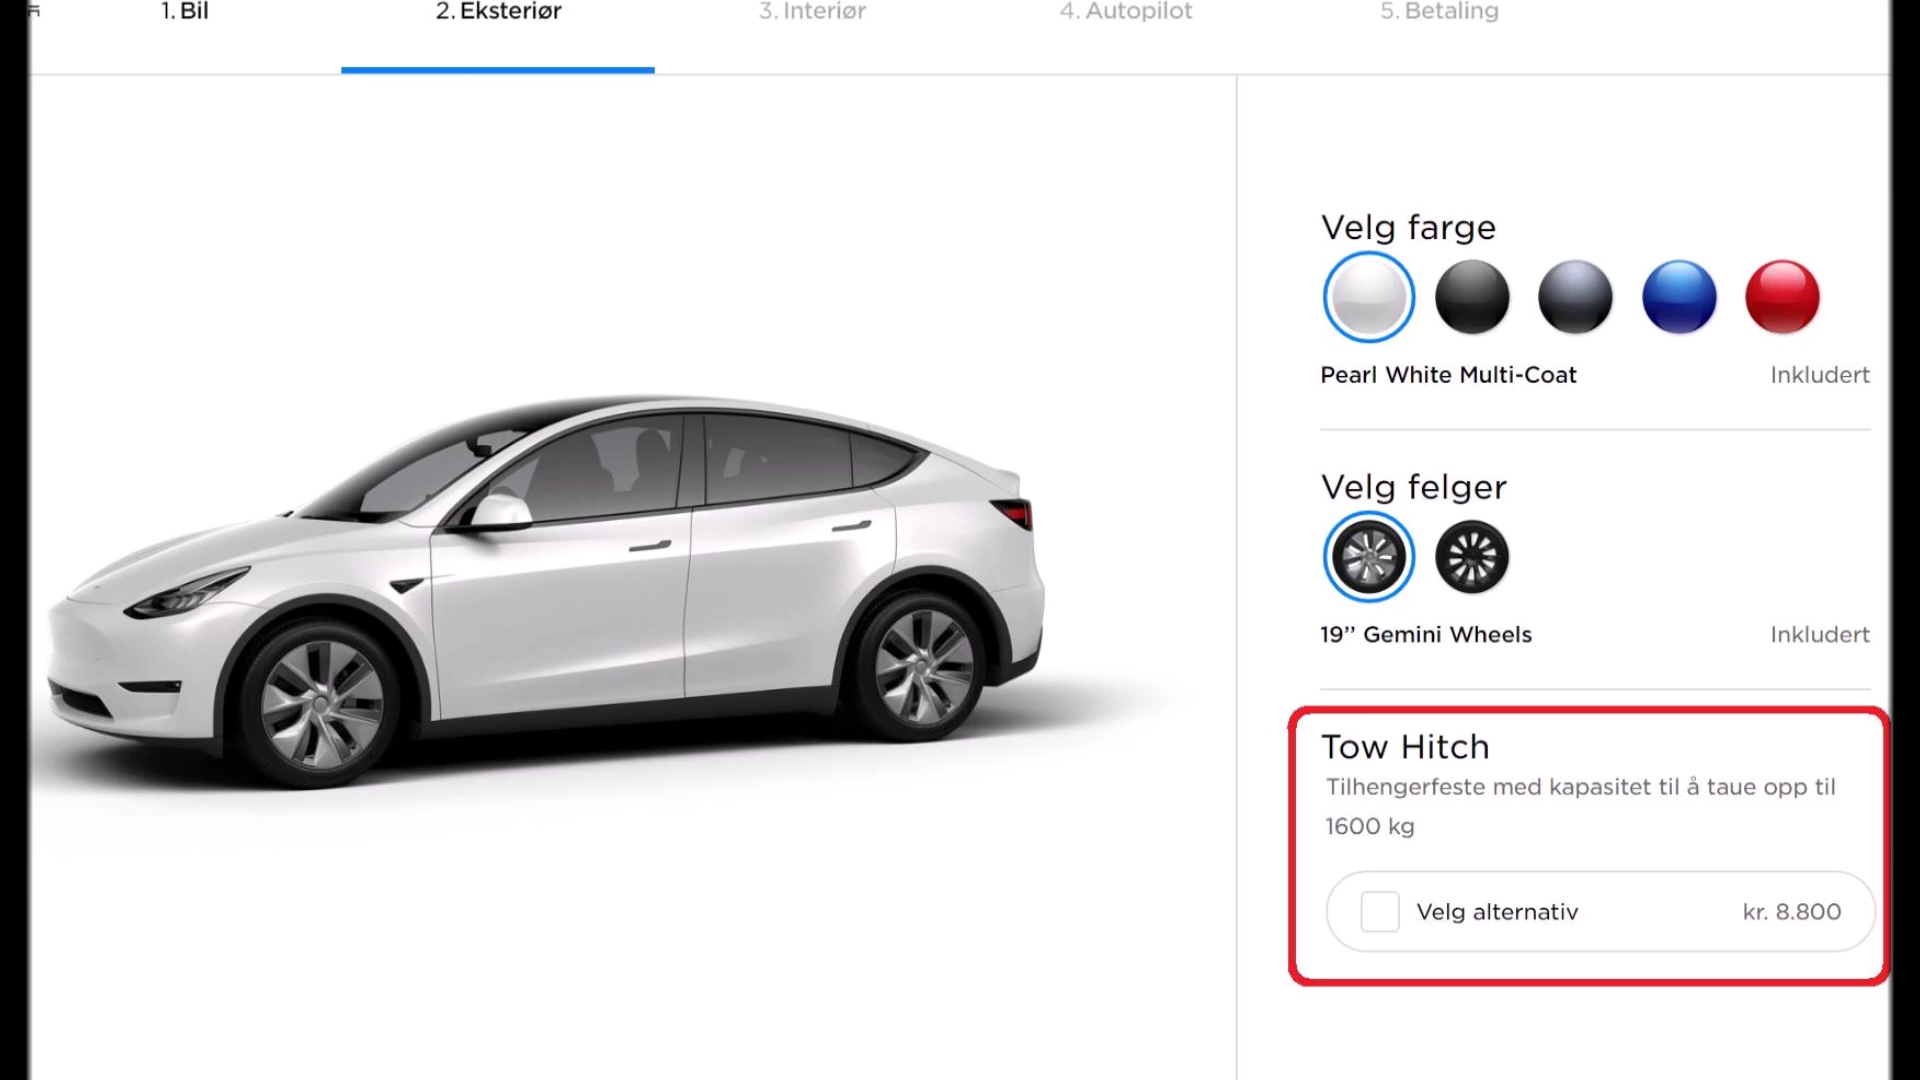 1. Bil
2. Eksteriør
3. Interiør
4. Autopilot
5. Betaling
Velg farge
Pearl White Multi-Coat
Inkludert
Velg felger
19’’ Gemini Wheels
Inkludert
Tow Hitch
Tilhengerfeste med kapasitet til å taue opp til
1600 kg
Velg alternativ
kr. 8.800